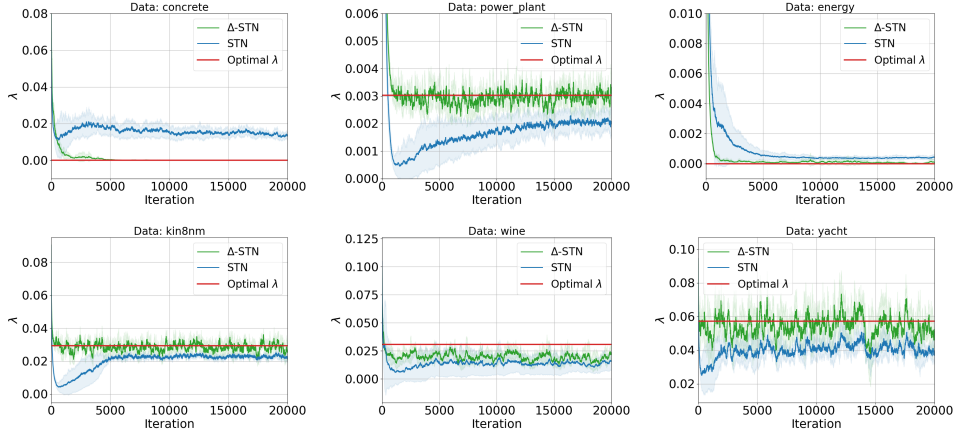 Data: concrete
0.08
0.06
0.04
0.02
0.00
λ
0
5000
10000
15000
20000
Iteration
Δ-STN
STN
Optimal λ
Data: power_plant
0.006
0.005
0.004
0.003
0.002
0.001
0.000
λ
0
5000
10000
15000
20000
Iteration
Δ-STN
STN
Optimal λ
Data: energy
0.010
0.008
0.006
0.004
0.002
0.000
λ
0
5000
10000
15000
20000
Iteration
Δ-STN
STN
Optimal λ
Data: kin8nm
0.08
0.06
0.04
0.02
0.00
λ
0
5000
10000
15000
20000
Iteration
Δ-STN
STN
Optimal λ
Data: wine
0.125
0.100
0.075
0.050
0.025
0.000
λ
0
5000
10000
15000
20000
Iteration
Δ-STN
STN
Optimal λ
Data: yacht
0.10
0.08
0.06
0.04
0.02
λ
0
5000
10000
15000
20000
Iteration
Δ-STN
STN
Optimal λ